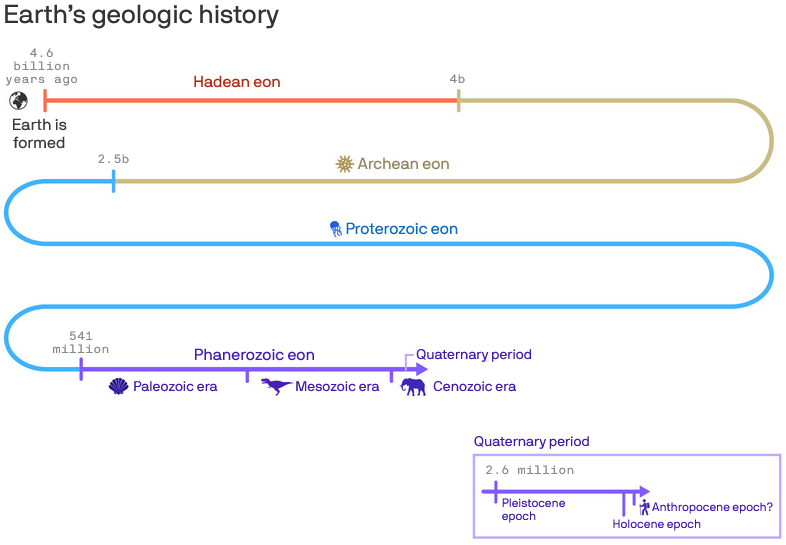 Earth's geologic history
4.6
billion
years ago
Hadean eon
4b
Earth is
formed
2.5b
Archean eon
Proterozoic eon
541
million
Phanerozoic eon
Quaternary period
Paleozoic era
Mesozoic era
Cenozoic era
Quaternary period
2.6 million
Pleistocene
epoch
Anthropocene epoch?
Holocene epoch